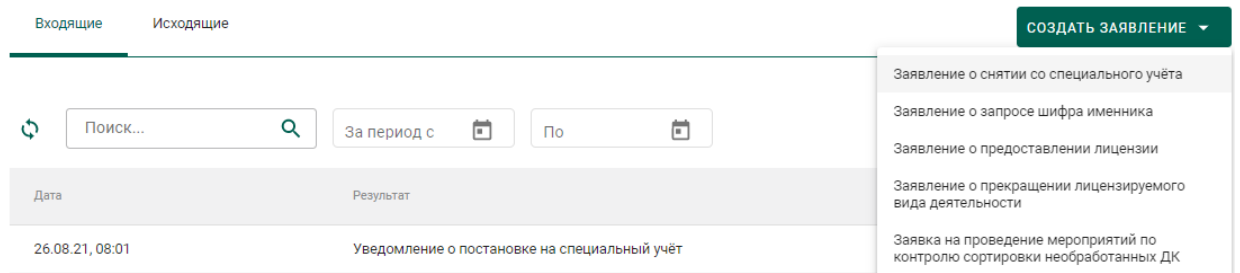 Входящие Исходящие СОЗДАТЬ ЗАЯВЛЕНИЕ
Заявление о снятии со специального учёта
Заявление о запросе шифра именника
Заявление о предоставлении лицензии
Заявление о прекращении лицензируемого
вида деятельности
Заявка на проведение мероприятий по
контролю сортировки необработанных ДК
Поиск... За период с По
Дата Результат
26.08.21, 08:01 Уведомление о постановке на специальный учёт